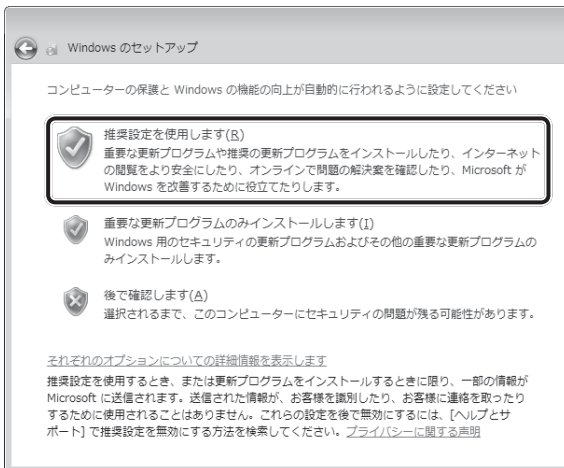 Windows のセットアップ
コンピューターの保護と Windows の機能の向上が自動的に行われるように設定してください
推奨設定を使用します(R)
重要な更新プログラムや推奨の更新プログラムをインストールしたり、インターネット
の閲覧をより安全にしたり、オンラインで問題の解決案を確認したり、Microsoft が
Windows を改善するために役立てたりします。
重要な更新プログラムのみインストールします(I)
Windows 用のセキュリティの更新プログラムおよびその他の重要な更新プログラムの
みインストールします。
後で確認します(A)
選択されるまで、このコンピューターにセキュリティの問題が残る可能性があります。
それぞれのオプションについての詳細情報を表示します
推奨設定を使用するとき、または更新プログラムをインストールするときに限り、一部の情報が
Microsoft に送信されます。送信された情報が、お客様を識別したり、お客様に連絡を取ったり
するために使用されることはありません。これらの設定を後で無効にするには、[ヘルプとサ
ポート] で推奨設定を無効にする方法を検索してください。プライバシーに関する声明